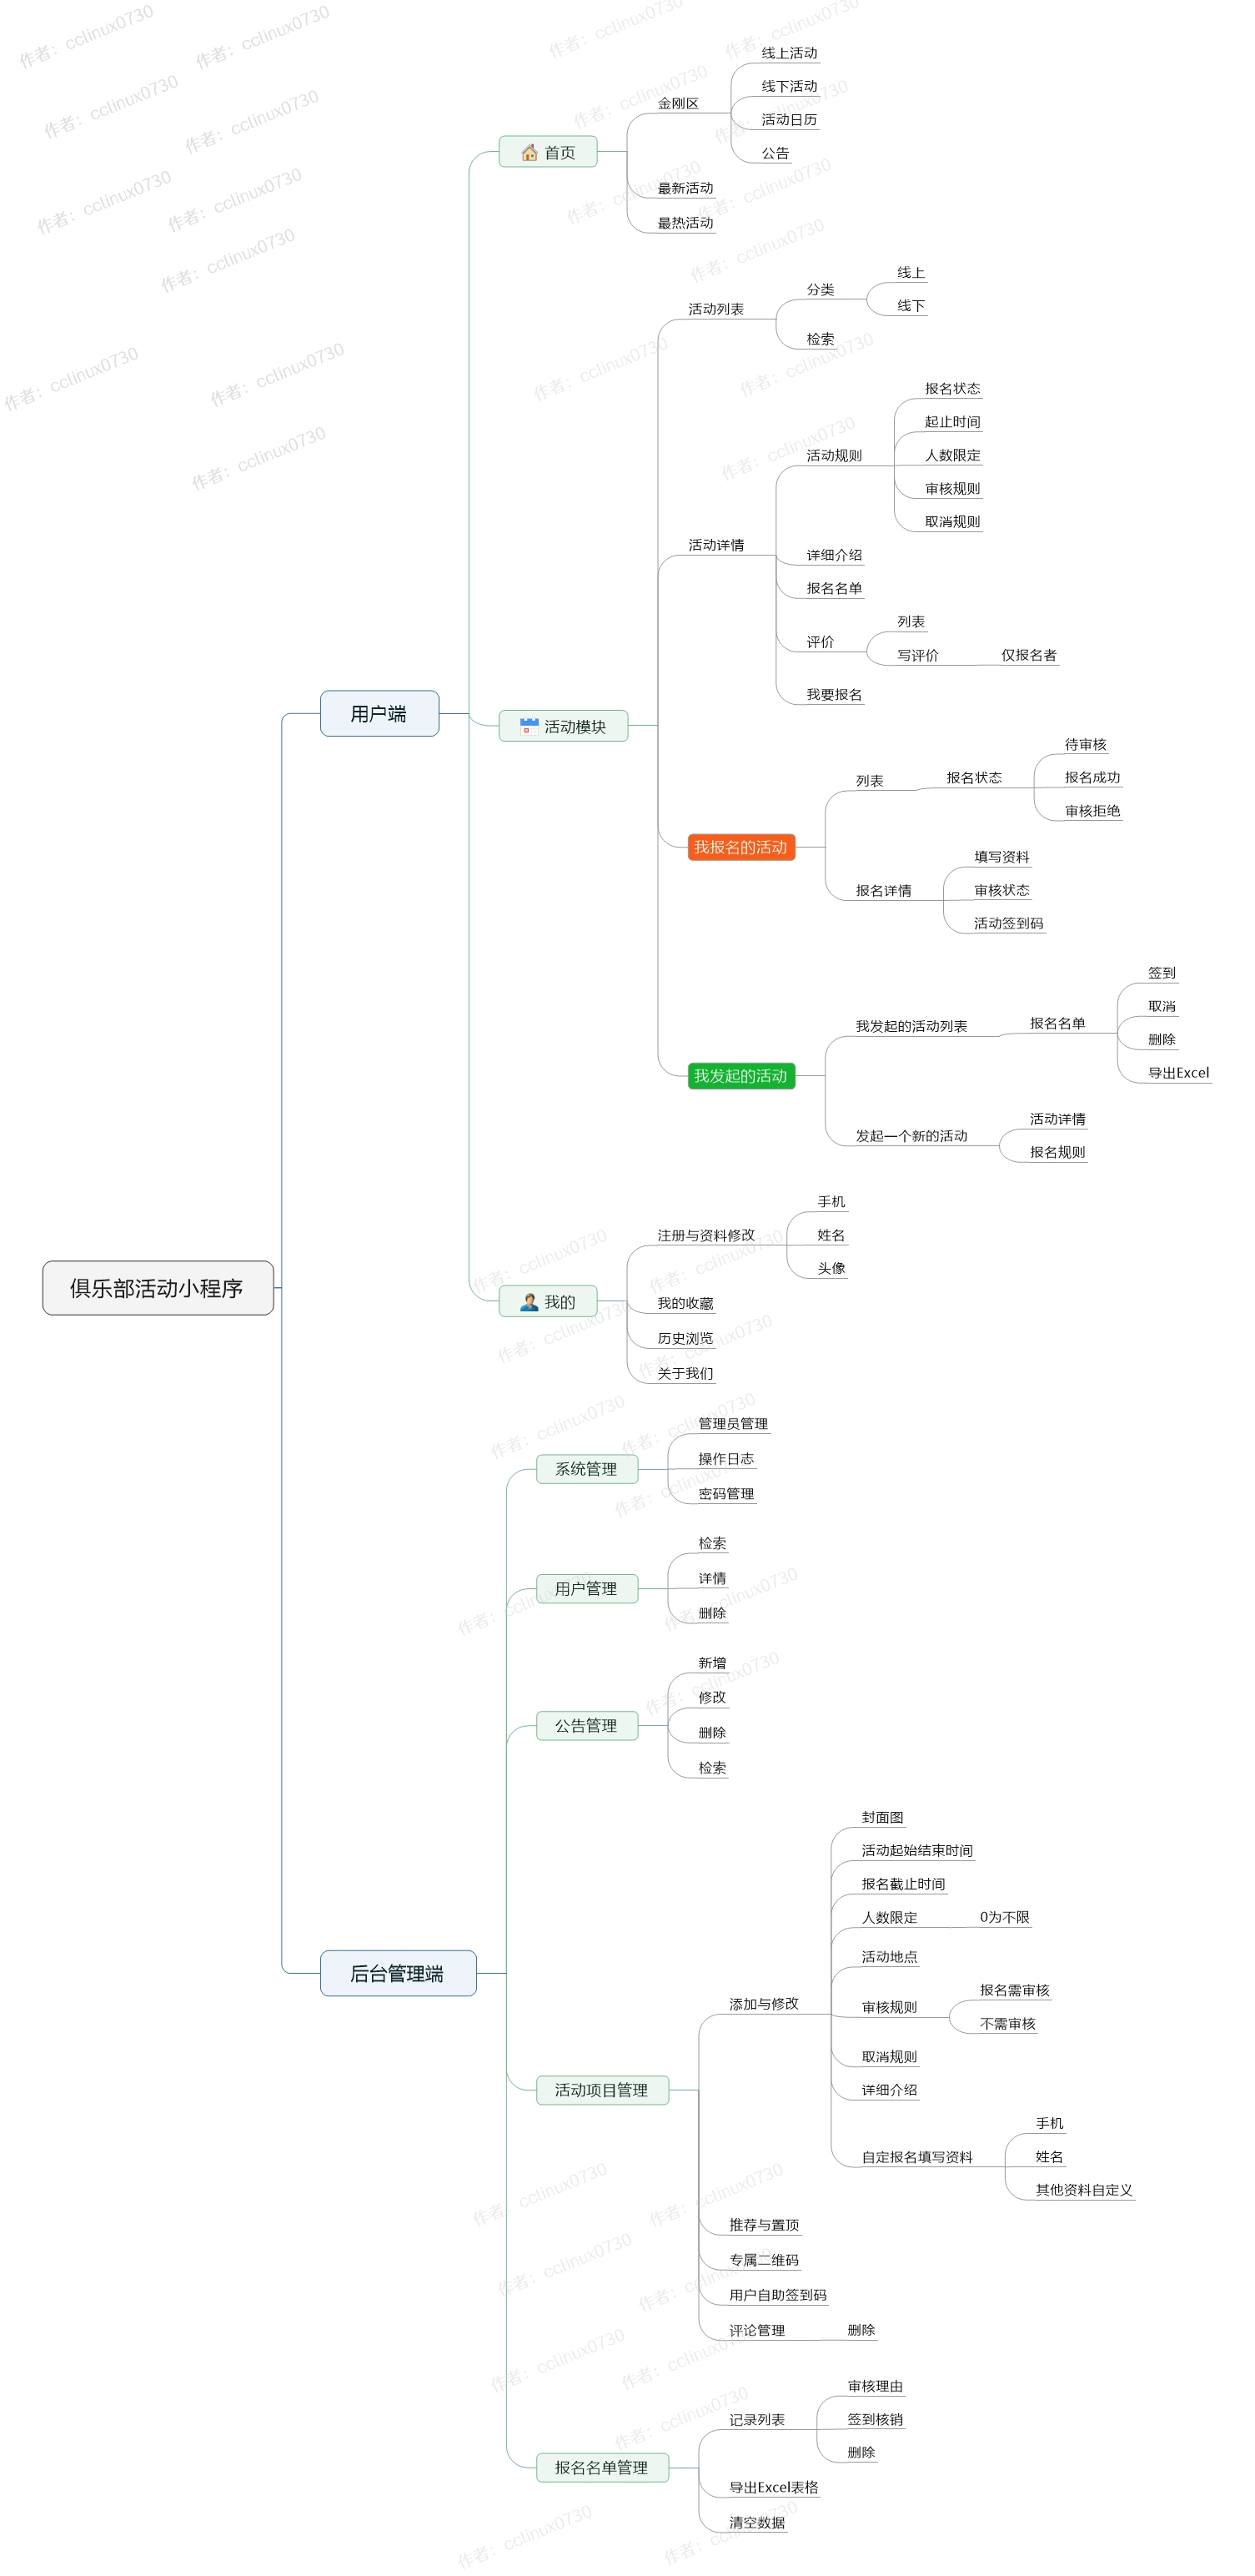 俱乐部活动小程序
用户端
首页
金刚区
线上活动
线下活动
活动日历
公告
最新活动
最热活动
活动模块
活动列表
分类
线上
线下
检索
活动详情
活动规则
报名状态
起止时间
人数限定
审核规则
取消规则
详细介绍
报名名单
评价
列表
写评价
仅报名者
我要报名
我报名的活动
列表
报名状态
待审核
报名成功
审核拒绝
报名详情
填写资料
审核状态
活动签到码
我发起的活动
我发起的活动列表
报名名单
签到
取消
删除
导出Excel
发起一个新的活动
活动详情
报名规则
我的
注册与资料修改
手机
姓名
头像
我的收藏
历史浏览
关于我们
后台管理端
系统管理
管理员管理
操作日志
密码管理
用户管理
检索
详情
删除
公告管理
新增
修改
删除
检索
活动项目管理
添加与修改
封面图
活动起始结束时间
报名截止时间
人数限定
0为不限
活动地点
审核规则
报名需审核
不需审核
取消规则
详细介绍
自定报名填写资料
手机
姓名
其他资料自定义
推荐与置顶
专属二维码
用户自助签到码
评论管理
删除
报名名单管理
记录列表
审核理由
签到核销
删除
导出Excel表格
清空数据
作者：cclinux0730